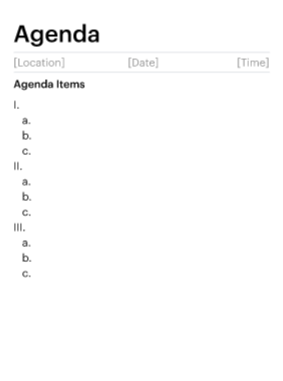 Agenda
[Location] [Date] [Time]
Agenda Items
I.
a.
b.
c.
II.
a.
b.
c.
III.
a.
b.
c.